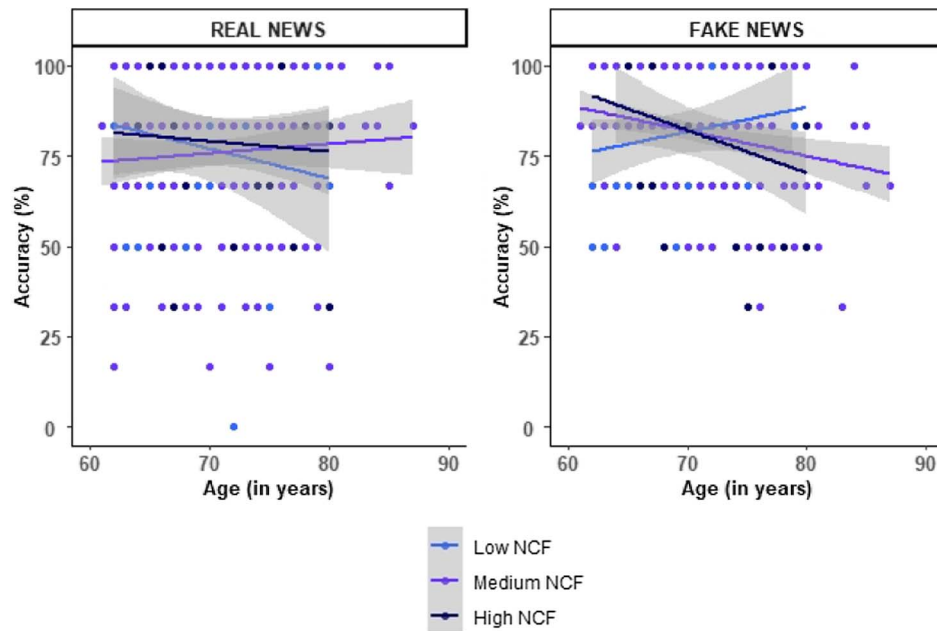 REAL NEWS
FAKE NEWS
Accuracy (%)
100
75
50
25
0
60 70 80 90
Age (in years)
Accuracy (%)
100
75
50
25
0
60 70 80 90
Age (in years)
Low NCF
Medium NCF
High NCF